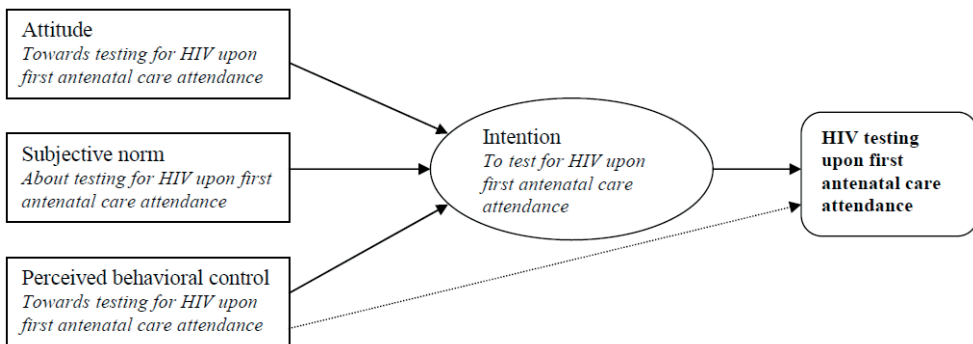 Attitude
Towards testing for HIV upon
first antenatal care attendance
Subjective norm
About testing for HIV upon first
antenatal care attendance
Perceived behavioral control
Towards testing for HIV upon
first antenatal care attendance
Intention
To test for HIV upon
first antenatal care
attendance
HIV testing
upon first
antenatal care
attendance